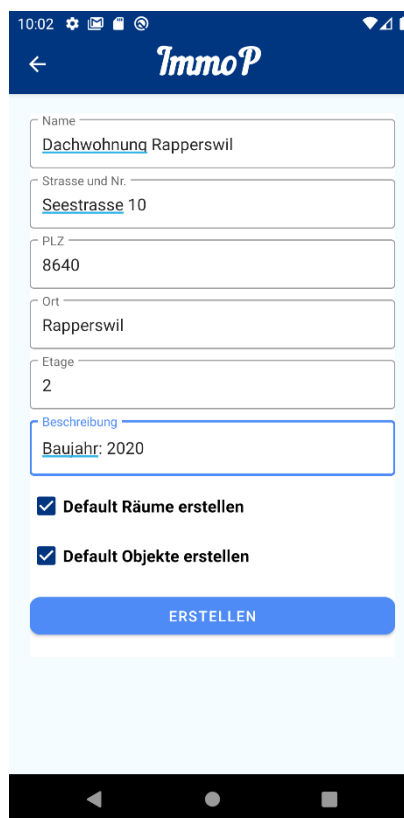 10:02
ImmoP
Name
Dachwohnung Rapperswil
Strasse und Nr.
Seestrasse 10
PLZ
8640
Ort
Rapperswil
Etage
2
Beschreibung
Baujahr: 2020
Default Räume erstellen
Default Objekte erstellen
ERSTELLEN